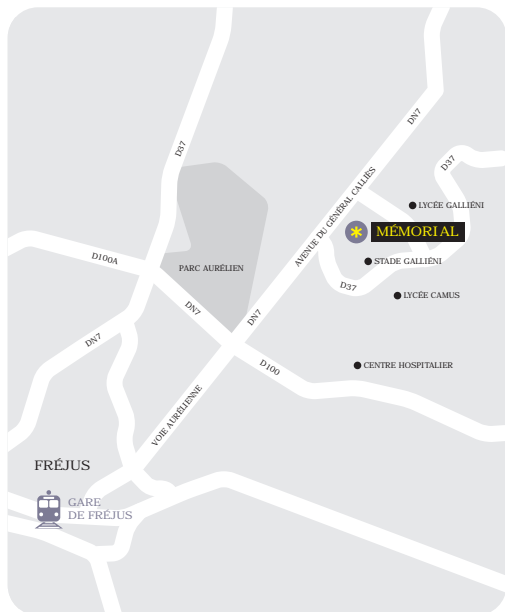 D37
DN7
D37
AVENUE DU GÉNÉRAL CALLIÈS
LYCÉE GALLIÉNI
MÉMORIAL
D100A
PARC AURÉLIEN
STADE GALLIÉNI
D37
LYCÉE CAMUS
DN7
DN7
DN7
D100
CENTRE HOSPITALIER
VOIE AURÉLIENNE
FRÉJUS
GARE
DE FRÉJUS